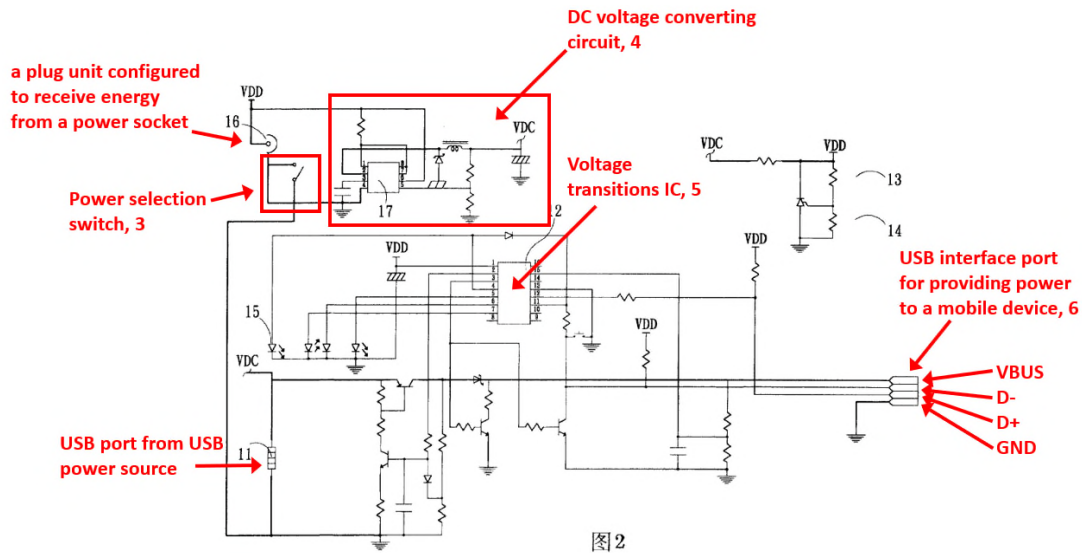 DC voltage converting
circuit, 4
a plug unit configured
to receive energy
from a power socket
VDD
16
VDC
17
Power selection
switch, 3
Voltage
transitions IC, 5
12
VDC
VDD
13
14
VDD
VDD
USB interface port
for providing power
to a mobile device, 6
15
VDD
VDC
VBUS
D-
D+
GND
USB port from USB
power source
11
图2